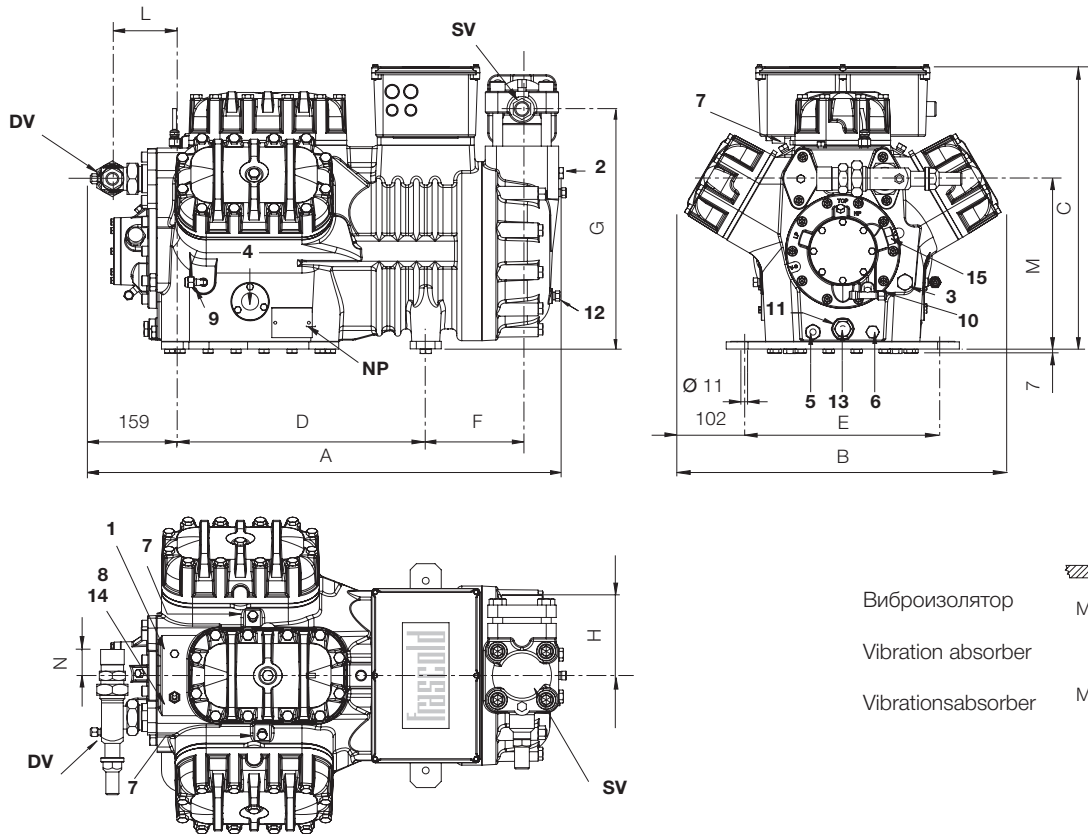 L
SV
DV
7
2
C
4
G
M
15
9
3
12
11
10
NP
Ø 11
7
159
D
F
102
5
13
6
E
A
B
1
7
8
14
N
H
frascold
DV
7
SV
TOP
Виброизолятор
M
Vibration absorber
M
Vibrationsabsorber